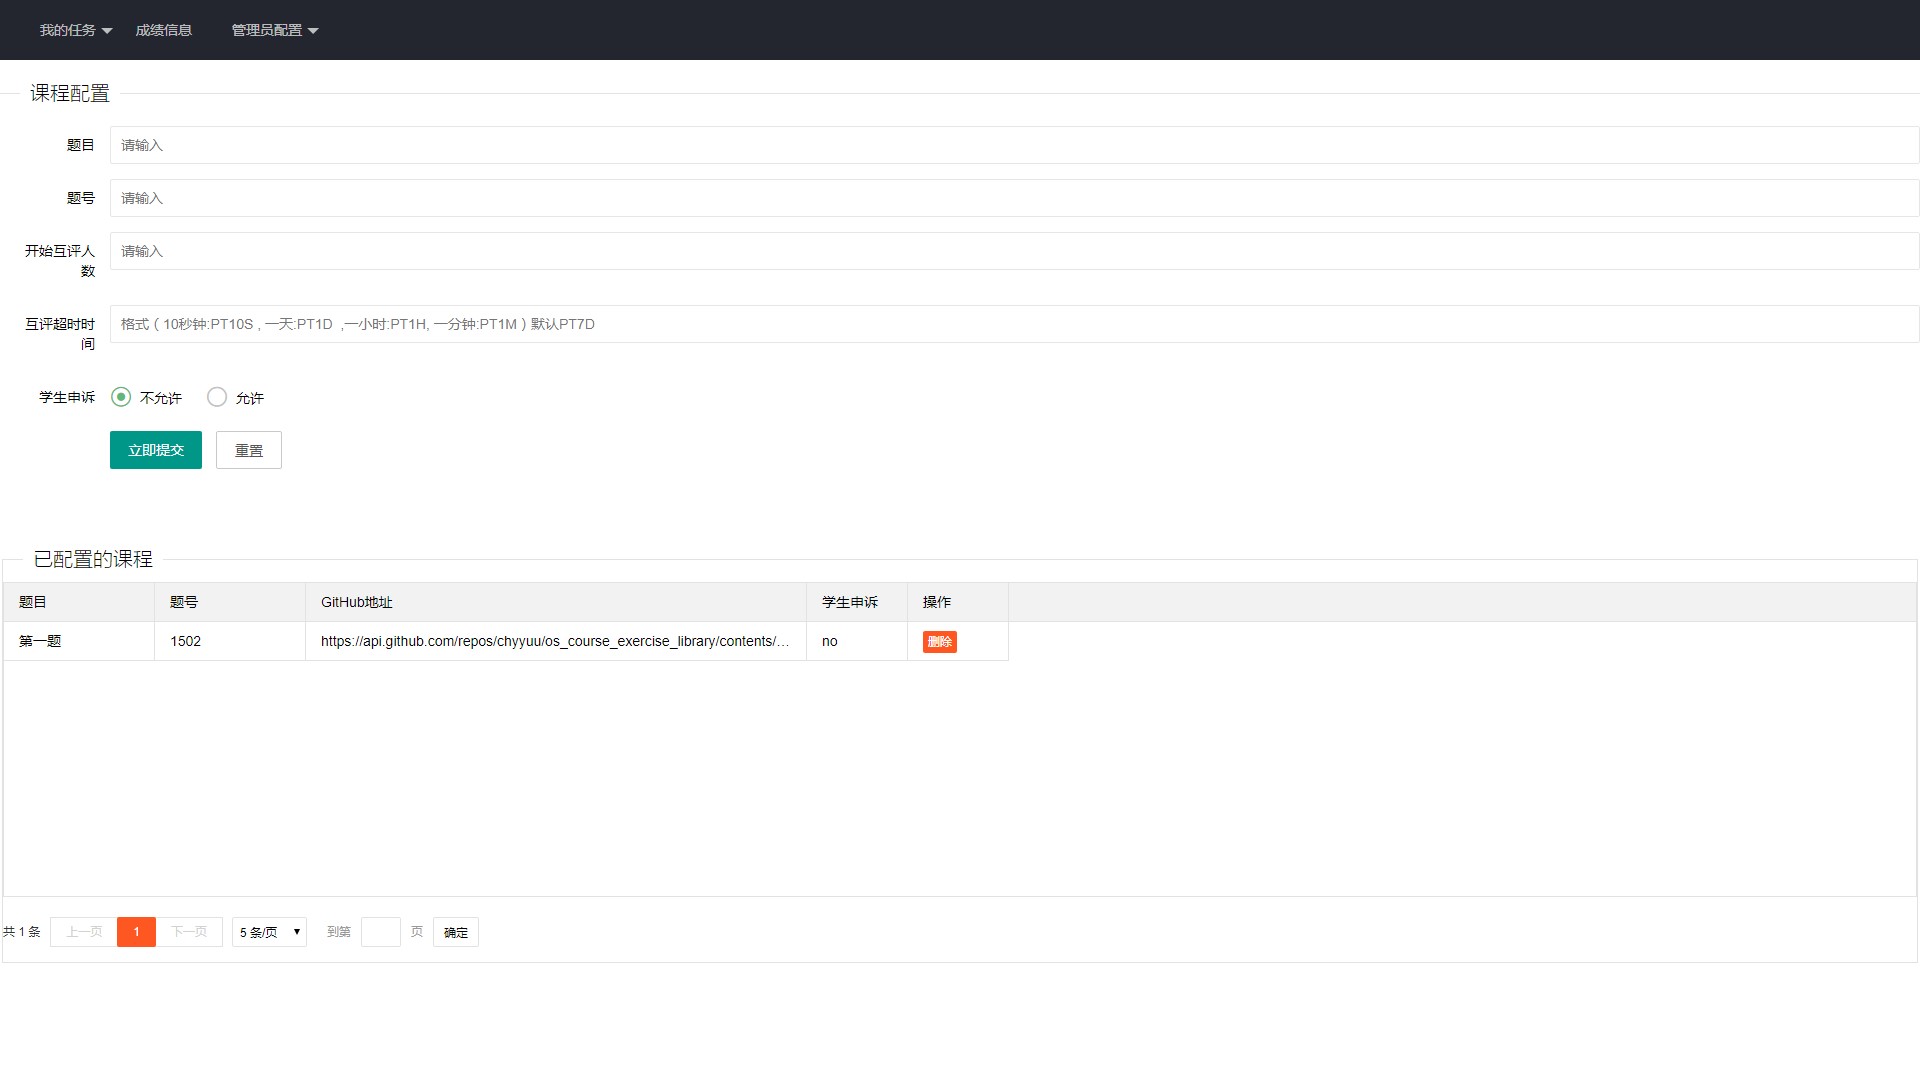 我的任务 成绩信息 管理员配置
课程配置
题目 请输入
题号 请输入
开始互评人数 请输入
互评超时时间 格式（10秒钟:PT10S , 一天:PT1D ,一小时:PT1H, 一分钟:PT1M）默认PT7D
学生申诉 不允许 允许
立即提交 重置
已配置的课程
题目 题号 GitHub地址 学生申诉 操作
第一题 1502 https://api.github.com/repos/chyyuu/os_course_exercise_library/contents/... no 删除
共 1 条 上一页 1 下一页 5 条/页 到第 页 确定